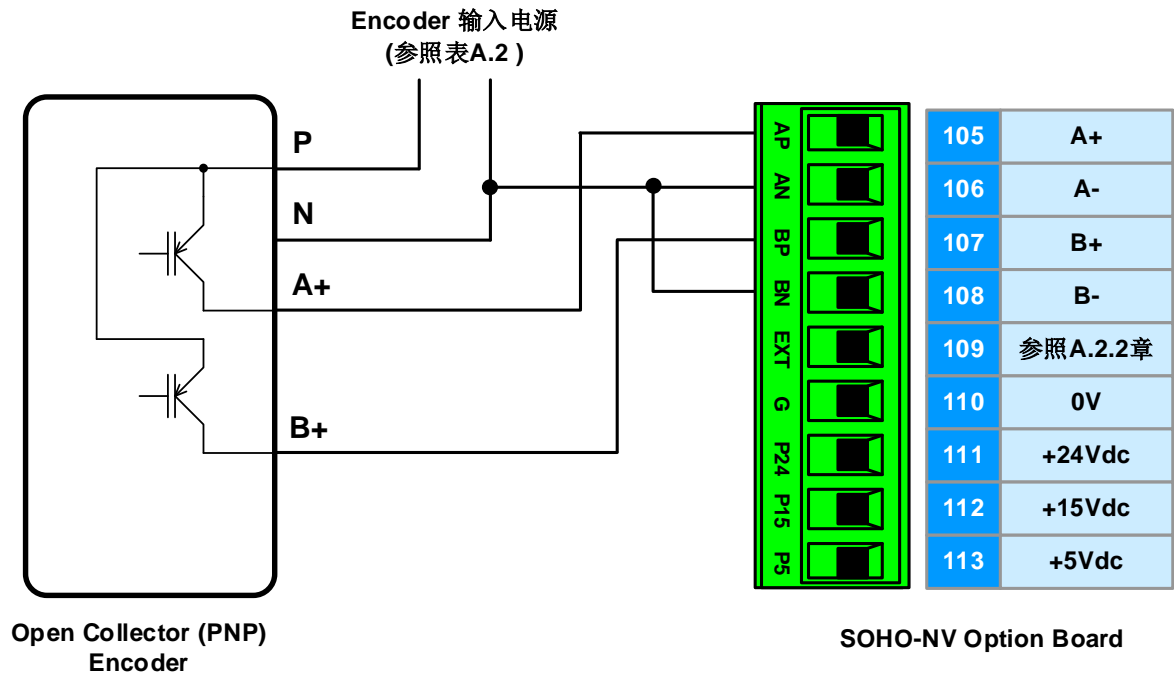 Encoder 输入电源
(参照表A.2 )
P
N
A+
B+
AP
AN
BP
BN
EXT
G
P24
P15
P5
105 A+
106 A-
107 B+
108 B-
109 参照A.2.2章
110 0V
111 +24Vdc
112 +15Vdc
113 +5Vdc
Open Collector (PNP)
Encoder
SOHO-NV Option Board